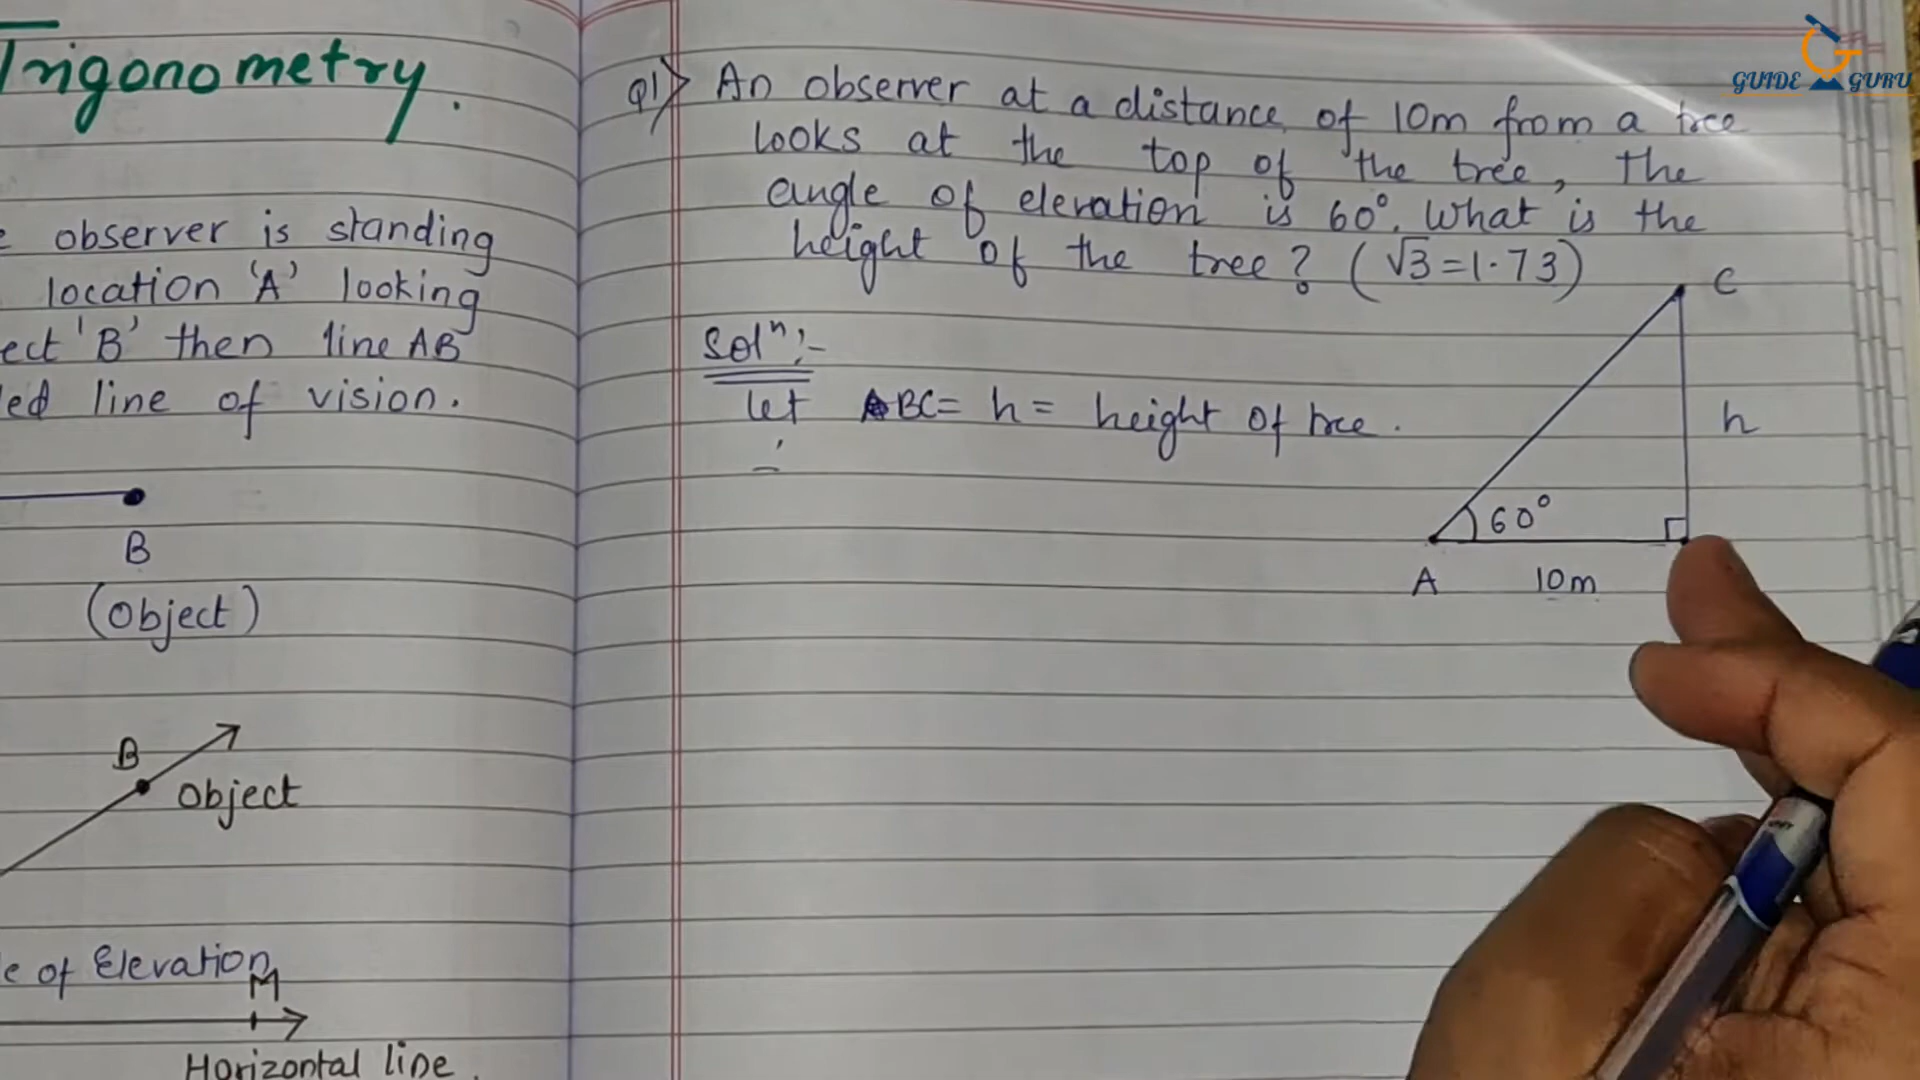 Trigonometry.
observer is standing
location 'A' looking
ect 'B' then line AB
led line of vision.
B
(Object)
B
Object
e of Elevation
M
Horizontal line.
Q1) An observer at a distance of 10m from a tree
looks at the top of the tree, the
angle of elevation is 60°. What is the
height of the tree? (√3=1.73)
Solⁿ:-
let BC= h = height of tree.
C
h
60°
A 10m
GUIDE GURU